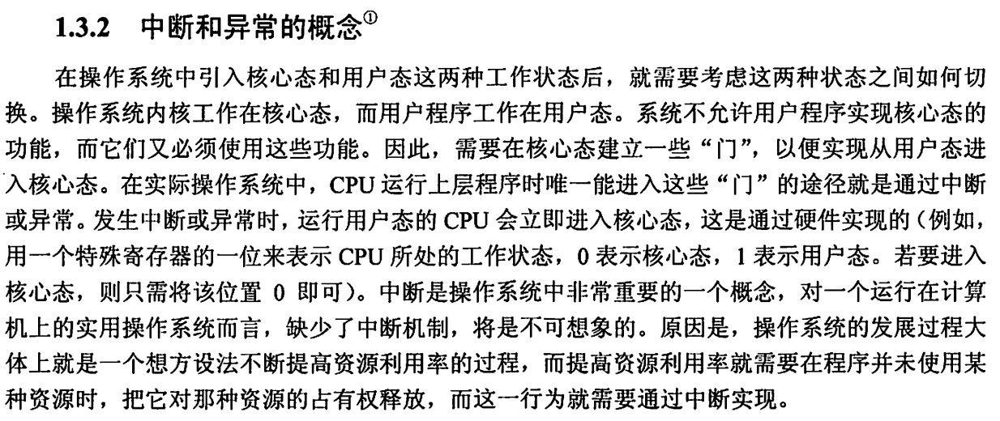 1.3.2 中断和异常的概念①
在操作系统中引入核心态和用户态这两种工作状态后，就需要考虑这两种状态之间如何切
换。操作系统内核工作在核心态，而用户程序工作在用户态。系统不允许用户程序实现核心态的
功能，而它们又必须使用这些功能。因此，需要在核心态建立一些“门”，以便实现从用户态进
入核心态。在实际操作系统中，CPU 运行上层程序时唯一能进入这些“门”的途径就是通过中断
或异常。发生中断或异常时，运行用户态的 CPU 会立即进入核心态，这是通过硬件实现的（例如，
用一个特殊寄存器的一位来表示 CPU 所处的工作状态，0 表示核心态，1 表示用户态。若要进入
核心态，则只需将该位置 0 即可）。中断是操作系统中非常重要的一个概念，对一个运行在计算
机上的实用操作系统而言，缺少了中断机制，将是不可想象的。原因是，操作系统的发展过程大
体上就是一个想方设法不断提高资源利用率的过程，而提高资源利用率就需要在程序并未使用某
种资源时，把它对那种资源的占有权释放，而这一行为就需要通过中断实现。